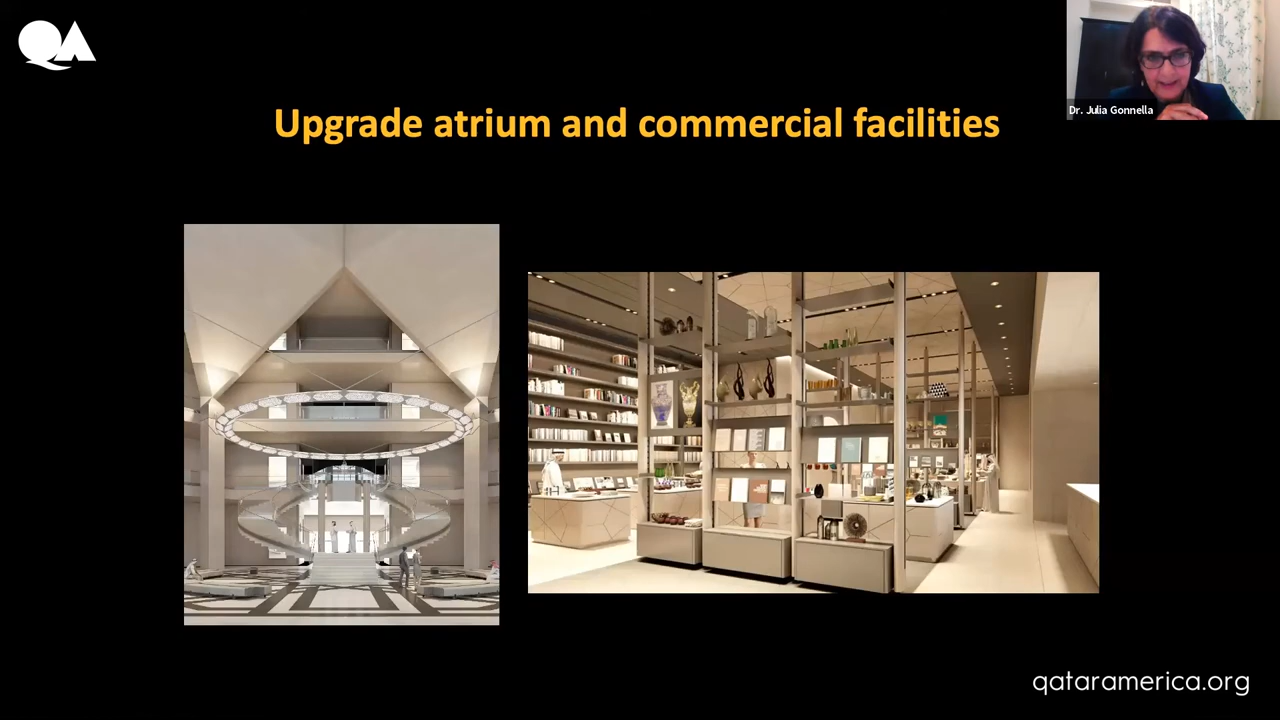 QA
Dr. Julia Gonnella
Upgrade atrium and commercial facilities
qataramerica.org